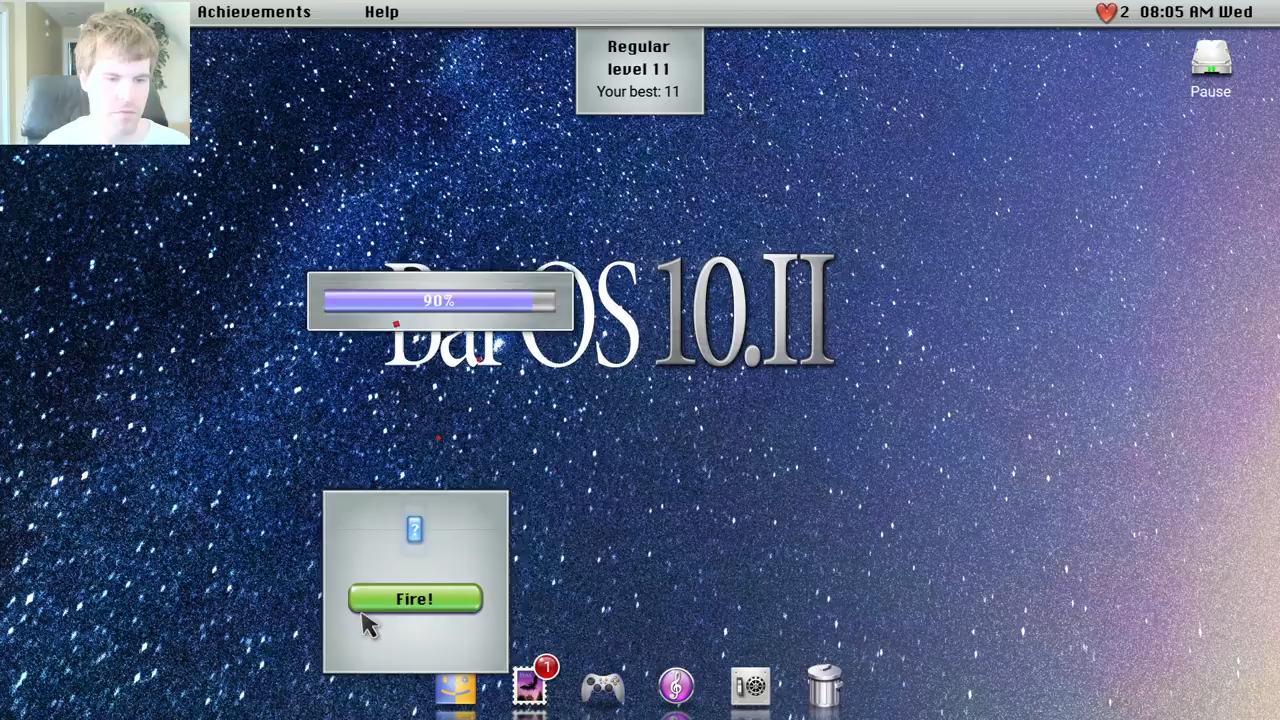 Achievements Help 2 08:05 AM Wed
Regular
level 11
Your best: 11
Pause
90%
BarOS 10.II
?
Fire!
1